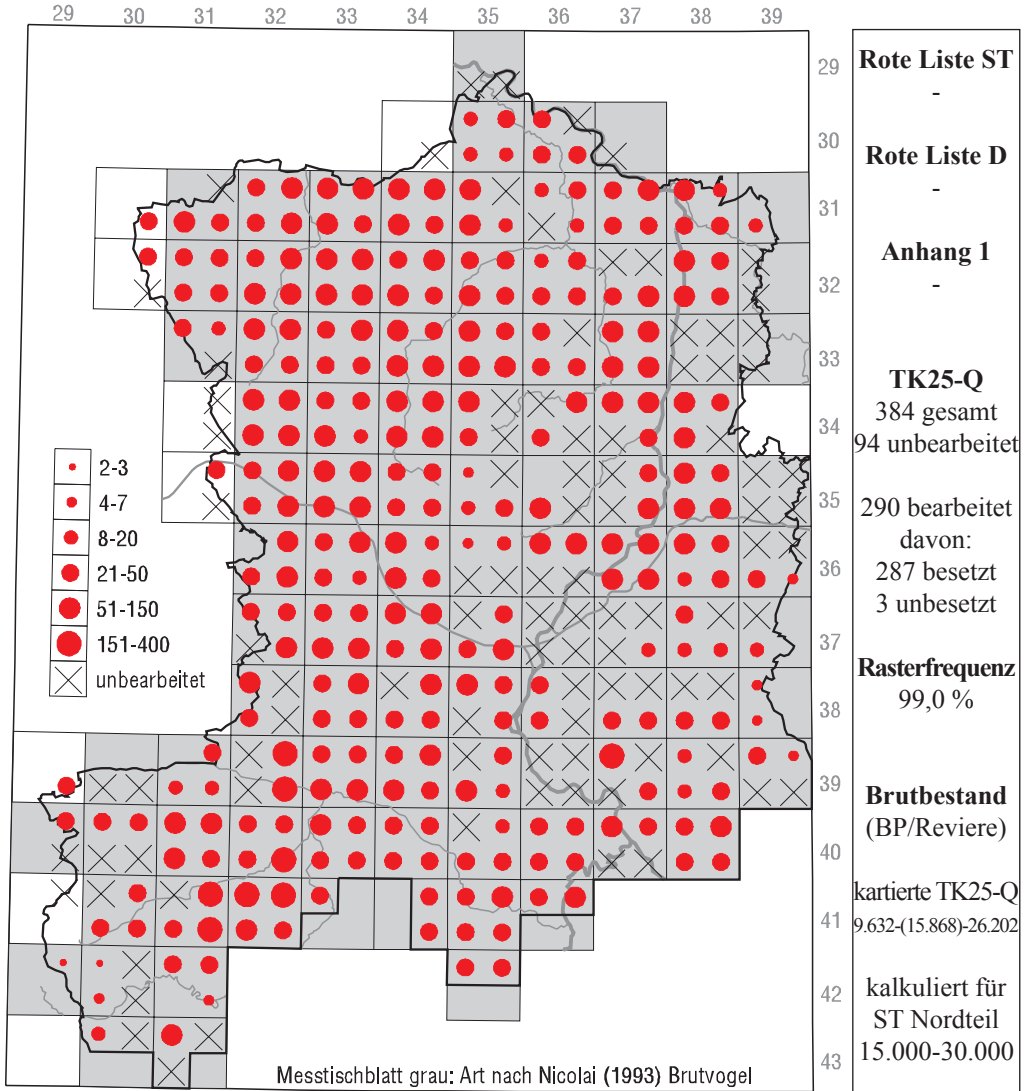 29 30 31 32 33 34 35 36 37 38 39
29
30
31
32
33
34
35
36
37
38
39
40
41
42
43
2-3
4-7
8-20
21-50
51-150
151-400
unbearbeitet
Messtischblatt grau: Art nach Nicolai (1993) Brutvogel
Rote Liste ST
-
Rote Liste D
-
Anhang 1
-
TK25-Q
384 gesamt
94 unbearbeitet
290 bearbeitet
davon:
287 besetzt
3 unbesetzt
Rasterfrequenz
99,0 %
Brutbestand
(BP/Reviere)
kartierte TK25-Q
9.632-(15.868)-26.202
kalkuliert für
ST Nordteil
15.000-30.000